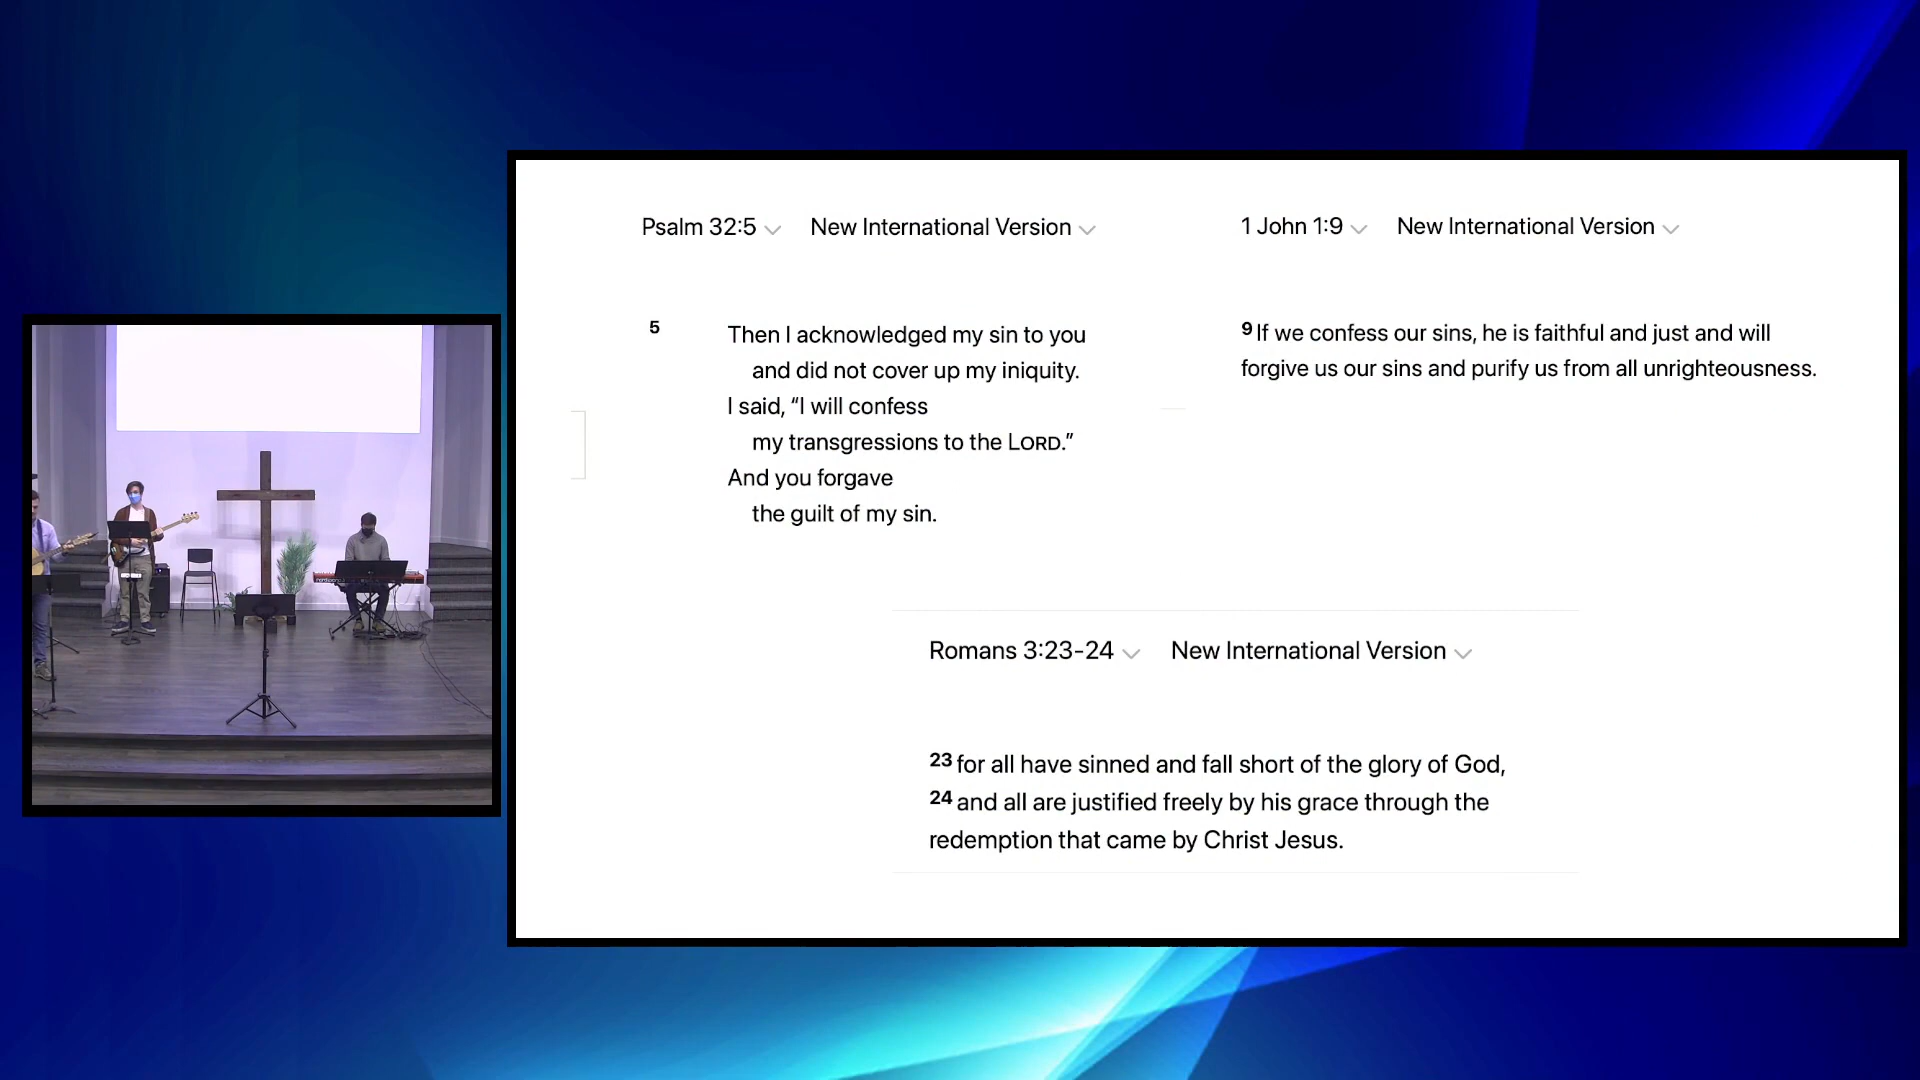 Psalm 32:5 New International Version
5 Then I acknowledged my sin to you
and did not cover up my iniquity.
I said, “I will confess
my transgressions to the LORD.”
And you forgave
the guilt of my sin.
1 John 1:9 New International Version
9 If we confess our sins, he is faithful and just and will
forgive us our sins and purify us from all unrighteousness.
Romans 3:23-24 New International Version
23 for all have sinned and fall short of the glory of God,
24 and all are justified freely by his grace through the
redemption that came by Christ Jesus.